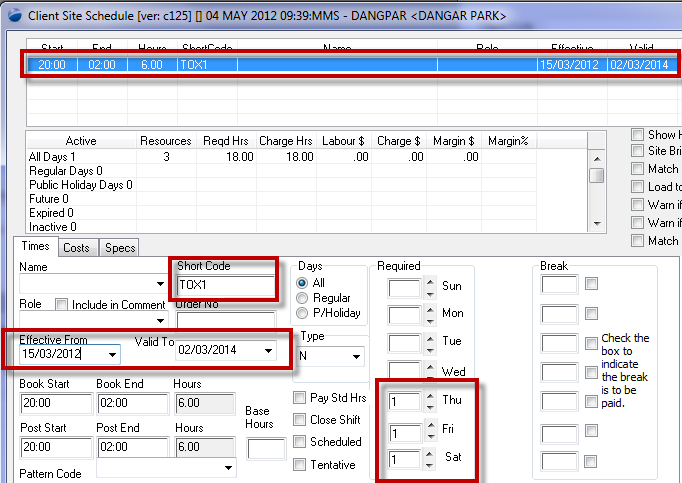 Client Site Schedule [ver: c125] [] 04 MAY 2012 09:39:MMS - DANGPAR <DANGAR PARK>
Start End Hours ShortCode Name Role Effective Valid
20:00 02:00 6.00 TOX1 15/03/2012 02/03/2014
Active Resources Reqd Hrs Charge Hrs Labour $ Charge $ Margin $ Margin%
All Days 1 3 18.00 18.00 .00 .00 .00
Regular Days 0
Public Holiday Days 0
Future 0
Expired 0
Inactive 0
Show H
Site Bri
Match
Load to
Warn if
Warn if
Match
Times Costs Specs
Name Short Code
TOX1
Role Include in Comment Order No
Effective From Valid To
15/03/2012 02/03/2014
Book Start Book End Hours
20:00 02:00 6.00
Post Start Post End Hours
20:00 02:00 6.00
Base Hours
Pattern Code
Days
All
Regular
P/Holiday
Type
N
Pay Std Hrs
Close Shift
Scheduled
Tentative
Required
Sun
Mon
Tue
Wed
1 Thu
1 Fri
1 Sat
Break
Check the
box to
indicate
the break
is to be
paid.